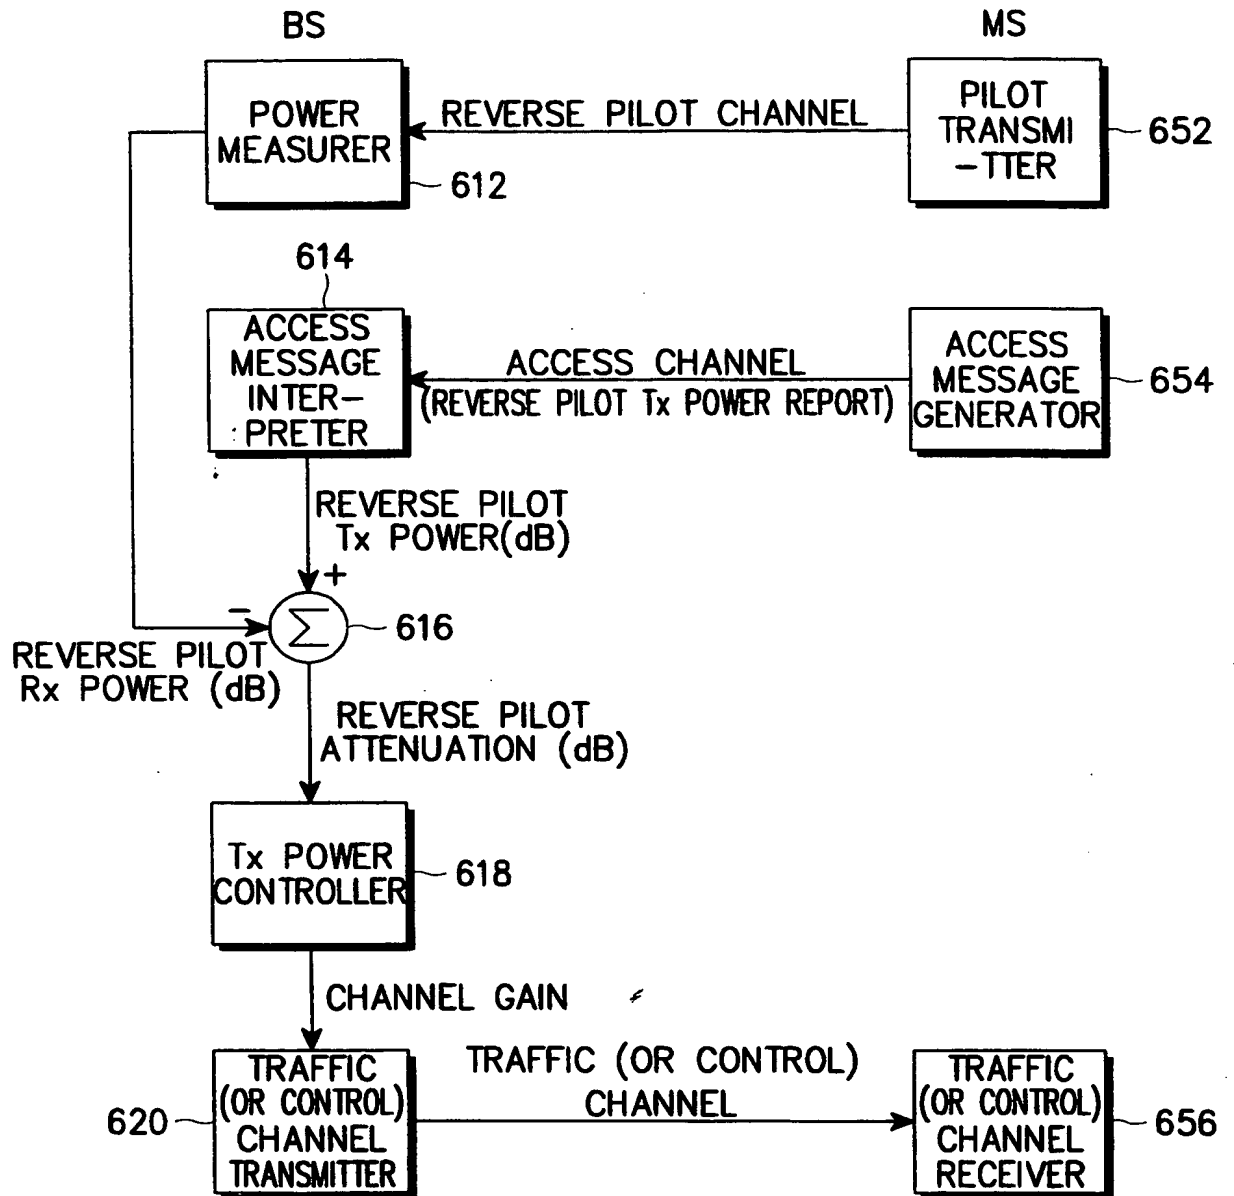 BS
MS
POWER
MEASURER
612
REVERSE PILOT CHANNEL
PILOT
TRANSMI
-TTER
652
614
ACCESS
MESSAGE
INTER-
PRETER
ACCESS CHANNEL
(REVERSE PILOT Tx POWER REPORT)
ACCESS
MESSAGE
GENERATOR
654
REVERSE PILOT
Tx POWER(dB)
+
-
Σ
616
REVERSE PILOT
Rx POWER (dB)
REVERSE PILOT
ATTENUATION (dB)
Tx POWER
CONTROLLER
618
CHANNEL GAIN
TRAFFIC
(OR CONTROL)
CHANNEL
TRANSMITTER
620
TRAFFIC (OR CONTROL)
CHANNEL
TRAFFIC
(OR CONTROL)
CHANNEL
RECEIVER
656